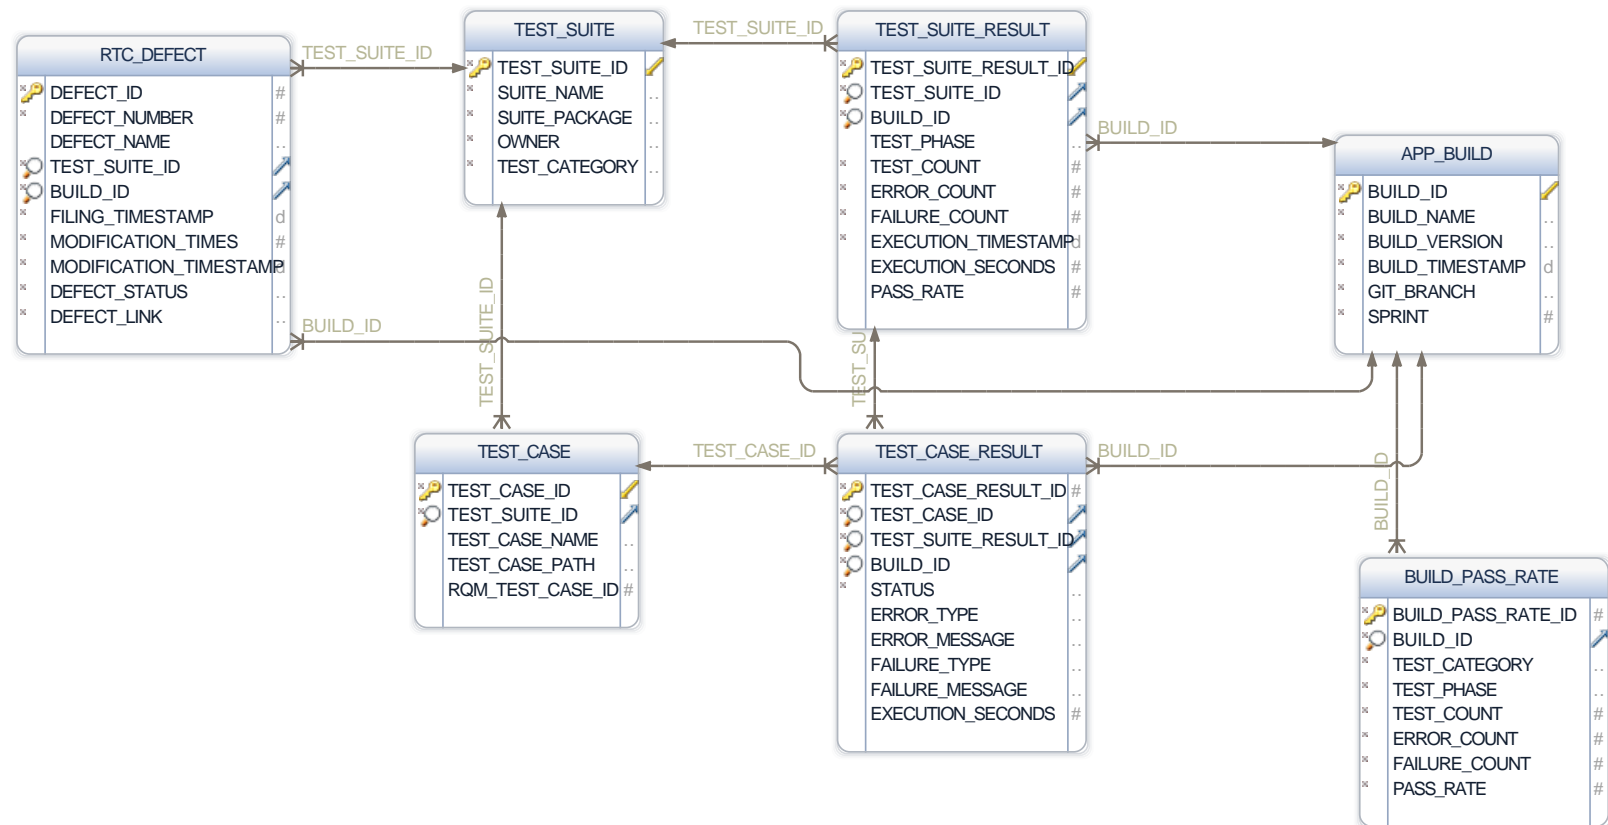 RTC_DEFECT
DEFECT_ID #
DEFECT_NUMBER #
DEFECT_NAME ..
TEST_SUITE_ID
BUILD_ID
FILING_TIMESTAMP d
MODIFICATION_TIMES #
MODIFICATION_TIMESTAMP d
DEFECT_STATUS ..
DEFECT_LINK ..
TEST_SUITE_ID
BUILD_ID
TEST_SUITE
TEST_SUITE_ID
SUITE_NAME ..
SUITE_PACKAGE ..
OWNER ..
TEST_CATEGORY ..
TEST_SUITE_ID
TEST_SUITE_ID
TEST_SUITE_RESULT
TEST_SUITE_RESULT_ID
TEST_SUITE_ID
BUILD_ID
TEST_PHASE ..
TEST_COUNT #
ERROR_COUNT #
FAILURE_COUNT #
EXECUTION_TIMESTAMP d
EXECUTION_SECONDS #
PASS_RATE #
BUILD_ID
TEST_SU
APP_BUILD
BUILD_ID
BUILD_NAME ..
BUILD_VERSION ..
BUILD_TIMESTAMP d
GIT_BRANCH ..
SPRINT #
TEST_CASE
TEST_CASE_ID
TEST_SUITE_ID
TEST_CASE_NAME ..
TEST_CASE_PATH ..
RQM_TEST_CASE_ID #
TEST_CASE_ID
TEST_CASE_RESULT
TEST_CASE_RESULT_ID #
TEST_CASE_ID
TEST_SUITE_RESULT_ID
BUILD_ID
STATUS ..
ERROR_TYPE ..
ERROR_MESSAGE ..
FAILURE_TYPE ..
FAILURE_MESSAGE ..
EXECUTION_SECONDS #
BUILD_ID
BUILD_ID
BUILD_PASS_RATE
BUILD_PASS_RATE_ID #
BUILD_ID
TEST_CATEGORY ..
TEST_PHASE ..
TEST_COUNT #
ERROR_COUNT #
FAILURE_COUNT #
PASS_RATE #